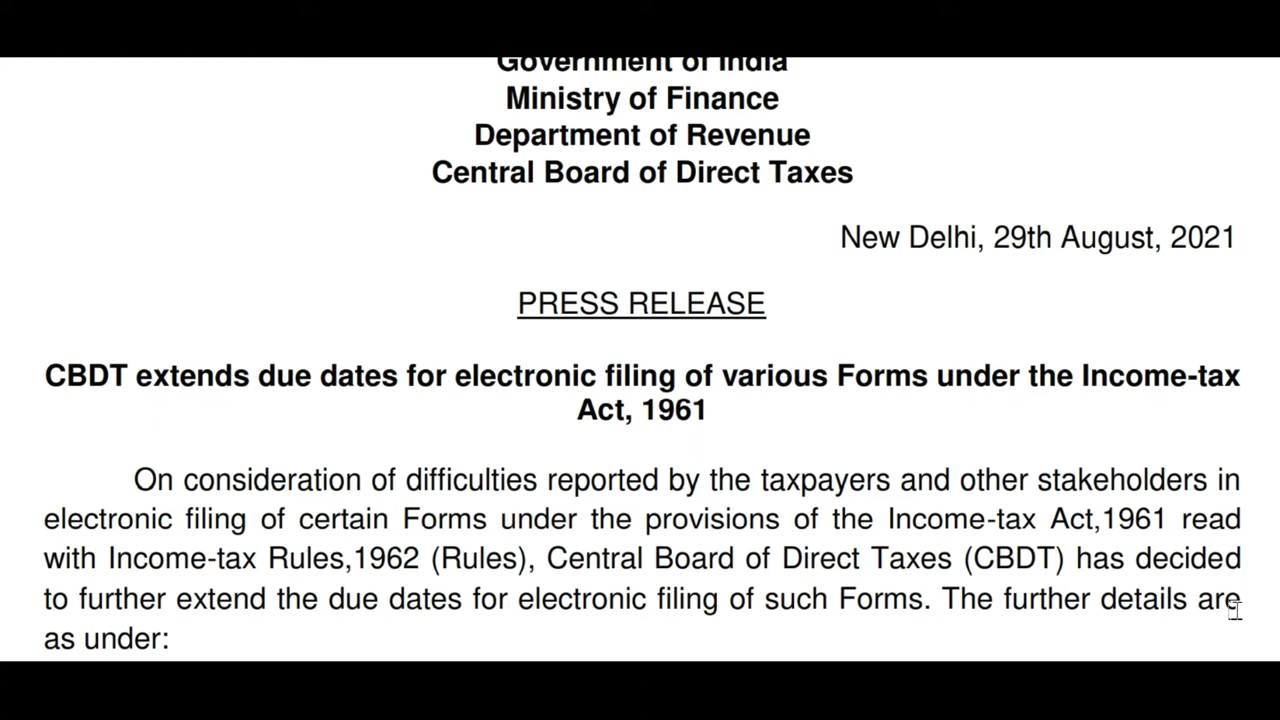 Government of India
Ministry of Finance
Department of Revenue
Central Board of Direct Taxes
New Delhi, 29th August, 2021
PRESS RELEASE
CBDT extends due dates for electronic filing of various Forms under the Income-tax
Act, 1961
On consideration of difficulties reported by the taxpayers and other stakeholders in
electronic filing of certain Forms under the provisions of the Income-tax Act,1961 read
with Income-tax Rules,1962 (Rules), Central Board of Direct Taxes (CBDT) has decided
to further extend the due dates for electronic filing of such Forms. The further details are
as under: